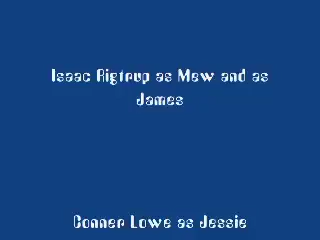 Isaac Rigtrup as Mew and as
James
Conner Lowe as Jessie